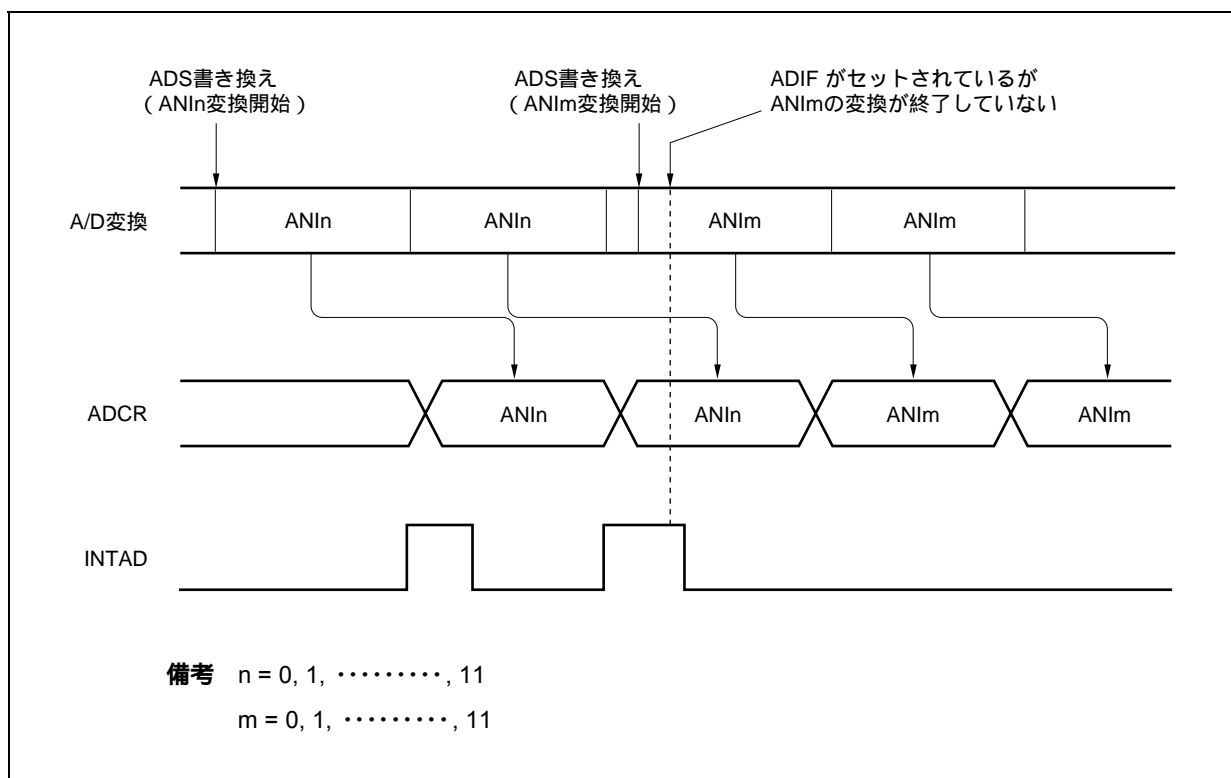 ADS書き換え
（ANIn変換開始）
ADS書き換え
（ANIm変換開始）
ADIF がセットされているが
ANImの変換が終了していない
A/D変換
ANIn
ANIn
ANIm
ANIm
ADCR
ANIn
ANIn
ANIm
ANIm
INTAD
備考 n = 0, 1, ･････････, 11
m = 0, 1, ･････････, 11